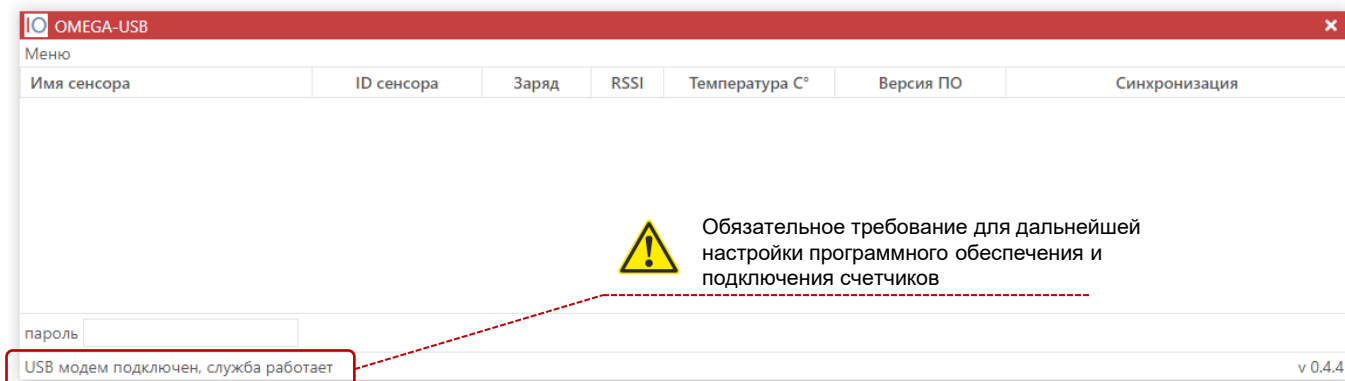 IO OMEGA-USB
Меню
Имя сенсора ID сенсора Заряд RSSI Температура C° Версия ПО Синхронизация
Обязательное требование для дальнейшей
настройки программного обеспечения и
подключения счетчиков
пароль
USB модем подключен, служба работает v 0.4.4